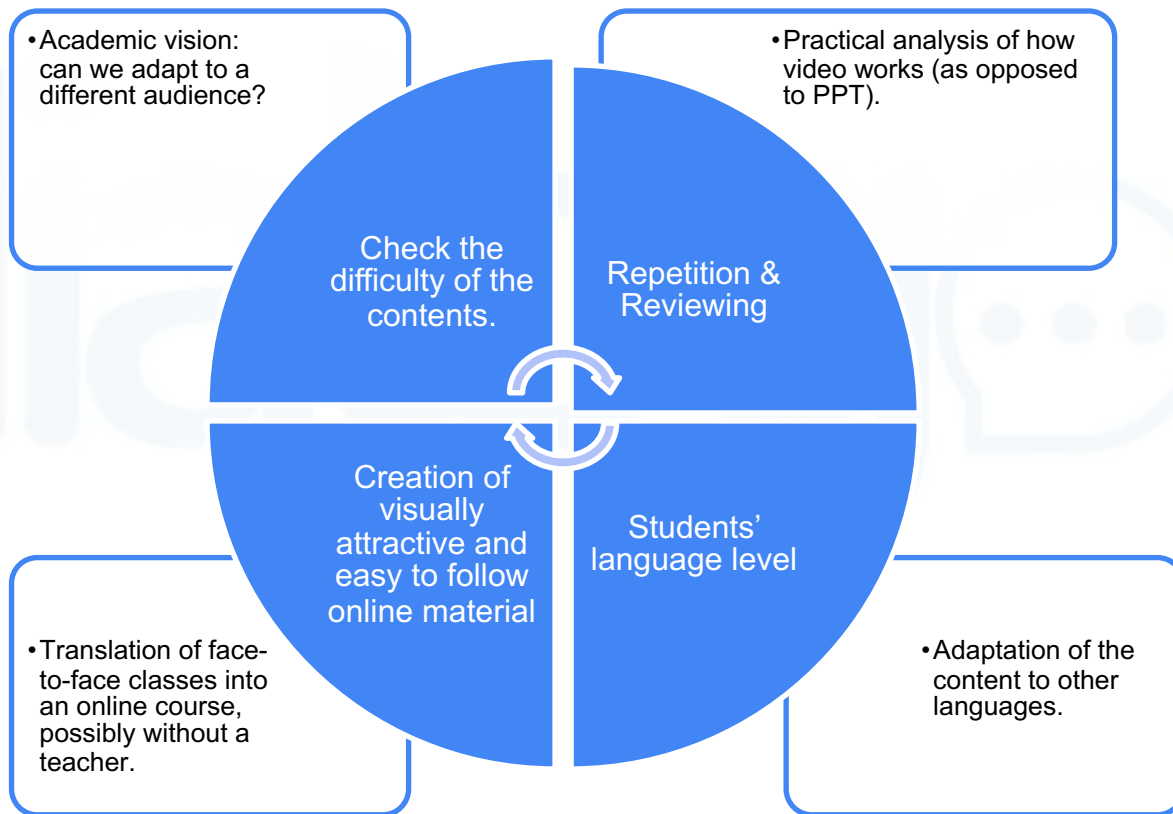 •Academic vision:
can we adapt to a
different audience?
•Practical analysis of how
video works (as opposed
to PPT).
Check the
difficulty of the
contents.
Repetition &
Reviewing
Creation of
visually
attractive and
easy to follow
online material
Students’
language level
•Translation of face-
to-face classes into
an online course,
possibly without a
teacher.
•Adaptation of the
content to other
languages.